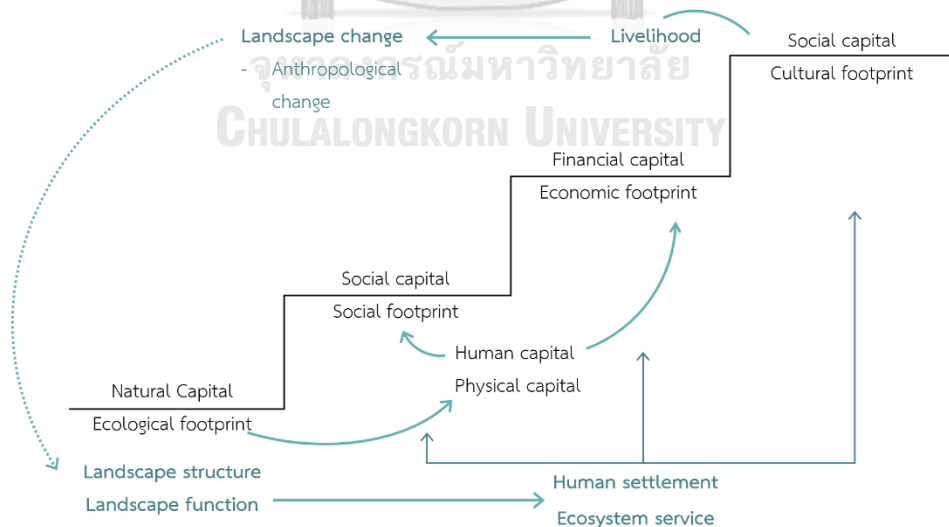 Landscape change
- Anthropological
change
Livelihood
Social capital
Cultural footprint
จุฬาลงกรณ์มหาวิทยาลัย
CHULALONGKORN UNIVERSITY
Financial capital
Economic footprint
Social capital
Social footprint
Human capital
Physical capital
Natural Capital
Ecological footprint
Landscape structure
Landscape function
Human settlement
Ecosystem service